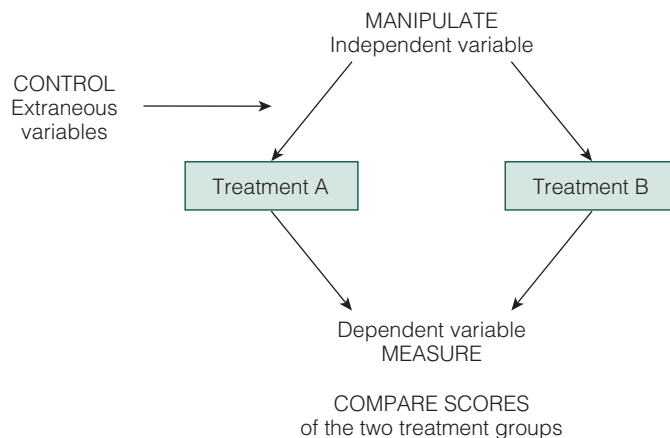 MANIPULATE
Independent variable
CONTROL
Extraneous
variables
Treatment A
Treatment B
Dependent variable
MEASURE
COMPARE SCORES
of the two treatment groups